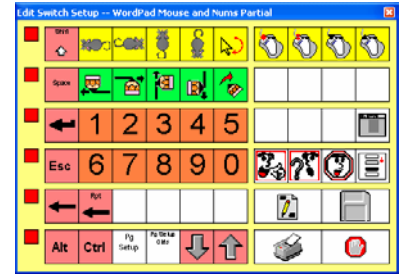 Edit Switch Setup -- WordPad Mouse and Nums Partial
Shift
Space
1 2 3 4 5
Esc 6 7 8 9 0
Rpt
Alt Ctrl Pg Setup